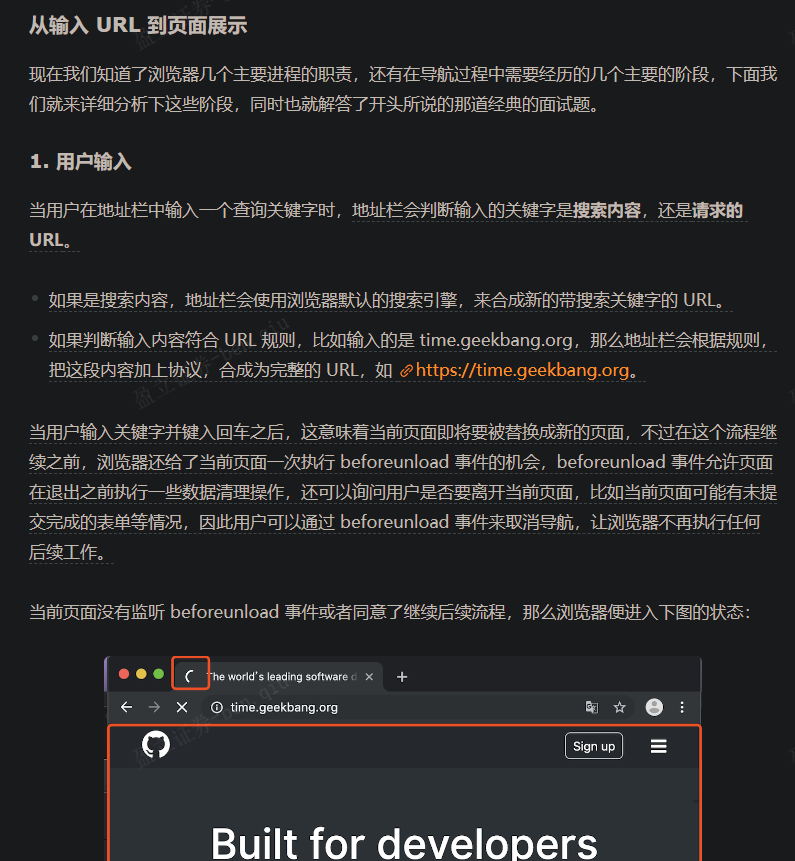 从输入 URL 到页面展示
现在我们知道了浏览器几个主要进程的职责，还有在导航过程中需要经历的几个主要的阶段，下面我
们就来详细分析下这些阶段，同时也就解答了开头所说的那道经典的面试题。
1. 用户输入
当用户在地址栏中输入一个查询关键字时，地址栏会判断输入的关键字是搜索内容，还是请求的
URL。
如果是搜索内容，地址栏会使用浏览器默认的搜索引擎，来合成新的带搜索关键字的 URL。
如果判断输入内容符合 URL 规则，比如输入的是 time.geekbang.org，那么地址栏会根据规则，
把这段内容加上协议，合成为完整的 URL，如 https://time.geekbang.org。
当用户输入关键字并键入回车之后，这意味着当前页面即将要被替换成新的页面，不过在这个流程继
续之前，浏览器还给了当前页面一次执行 beforeunload 事件的机会，beforeunload 事件允许页面
在退出之前执行一些数据清理操作，还可以询问用户是否要离开当前页面，比如当前页面可能有未提
交完成的表单等情况，因此用户可以通过 beforeunload 事件来取消导航，让浏览器不再执行任何
后续工作。
当前页面没有监听 beforeunload 事件或者同意了继续后续流程，那么浏览器便进入下图的状态：
The world's leading software d
time.geekbang.org
Sign up
Built for developers